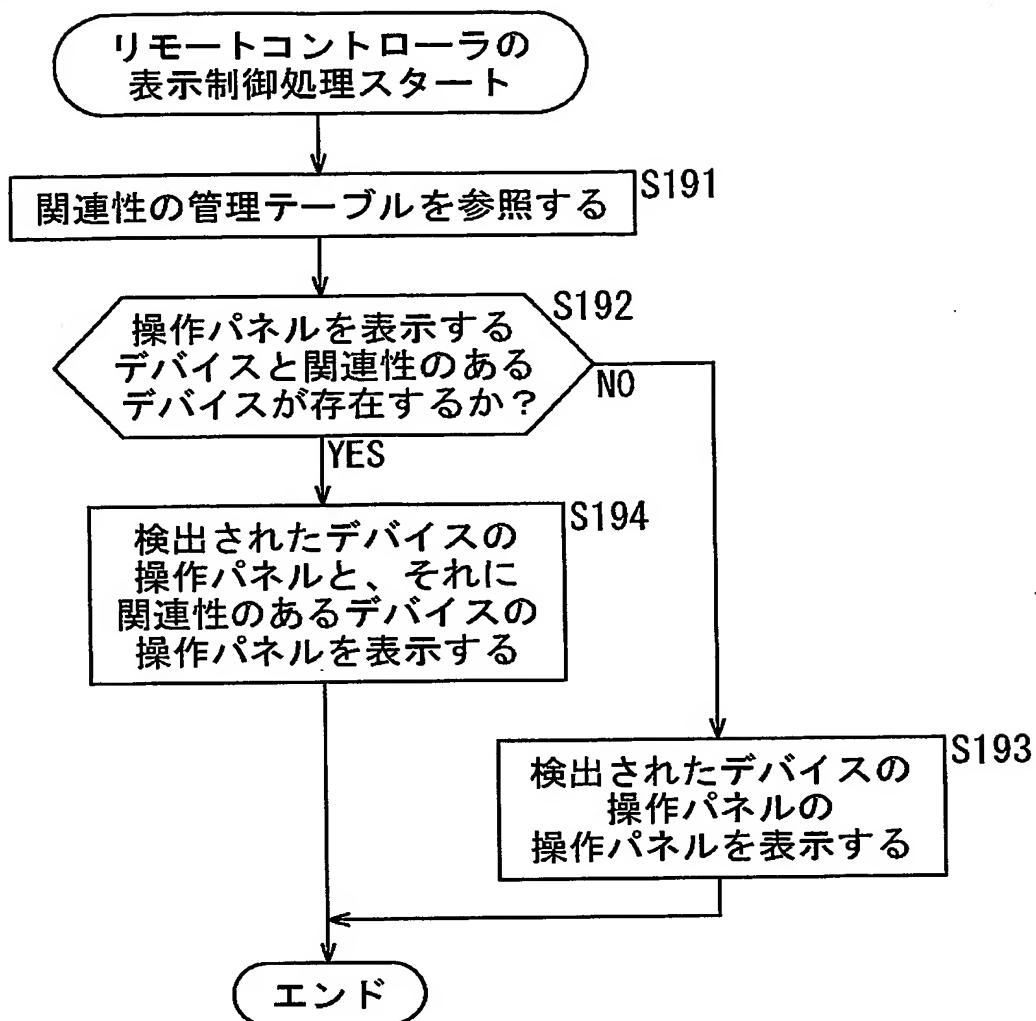 リモートコントローラの
表示制御処理スタート
S191
関連性の管理テーブルを参照する
S192
操作パネルを表示する
デバイスと関連性のある
デバイスが存在するか?
NO
YES
S194
検出されたデバイスの
操作パネルと、それに
関連性のあるデバイスの
操作パネルを表示する
S193
検出されたデバイスの
操作パネルの
操作パネルを表示する
エンド